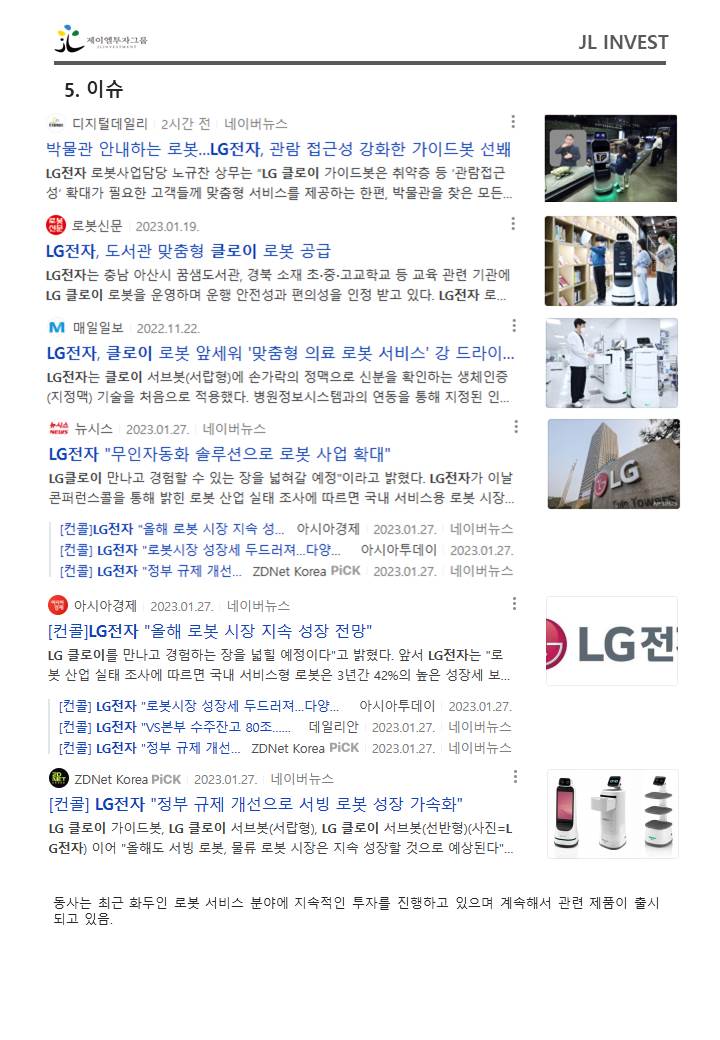 제이엘투자그룹
JL INVESTMENT
JL INVEST
5. 이슈
디지털데일리 2시간 전 네이버뉴스
박물관 안내하는 로봇...LG전자, 관람 접근성 강화한 가이드봇 선봬
LG전자 로봇사업담당 노규찬 상무는 "LG 클로이 가이드봇은 취약층 등 '관람접근
성' 확대가 필요한 고객들께 맞춤형 서비스를 제공하는 한편, 박물관을 찾은 모든...
로봇신문 2023.01.19.
LG전자, 도서관 맞춤형 클로이 로봇 공급
LG전자는 충남 아산시 꿈샘도서관, 경북 소재 초·중·고교학교 등 교육 관련 기관에
LG 클로이 로봇을 운영하며 운행 안전성과 편의성을 인정 받고 있다. LG전자 로...
M 매일일보 2022.11.22.
LG전자, 클로이 로봇 앞세워 '맞춤형 의료 로봇 서비스' 강 드라이...
LG전자는 클로이 서브봇(서랍형)에 손가락의 정맥으로 신분을 확인하는 생체인증
(지정맥) 기술을 처음으로 적용했다. 병원정보시스템과의 연동을 통해 지정된 인...
뉴시스 NEWS 뉴시스 2023.01.27. 네이버뉴스
LG전자 "무인자동화 솔루션으로 로봇 사업 확대"
LG클로이 만나고 경험할 수 있는 장을 넓혀갈 예정"이라고 밝혔다. LG전자가 이날
콘퍼런스콜을 통해 밝힌 로봇 산업 실태 조사에 따르면 국내 서비스용 로봇 시장...
LG
Twin Towers
[컨콜]LG전자 "올해 로봇 시장 지속 성... 아시아경제 2023.01.27. 네이버뉴스
[컨콜] LG전자 "로봇시장 성장세 두드러져...다양... 아시아투데이 2023.01.27.
[컨콜] LG전자 "정부 규제 개선... ZDNet Korea PiCK 2023.01.27. 네이버뉴스
아시아경제 2023.01.27. 네이버뉴스
[컨콜]LG전자 "올해 로봇 시장 지속 성장 전망"
LG 클로이를 만나고 경험하는 장을 넓힐 예정이다"고 밝혔다. 앞서 LG전자는 "로
봇 산업 실태 조사에 따르면 국내 서비스형 로봇은 3년간 42%의 높은 성장세 보...
LG전자
[컨콜] LG전자 "로봇시장 성장세 두드러져...다양... 아시아투데이 2023.01.27.
[컨콜] LG전자 "VS본부 수주잔고 80조...... 데일리안 2023.01.27. 네이버뉴스
[컨콜] LG전자 "정부 규제 개선... ZDNet Korea PiCK 2023.01.27. 네이버뉴스
ZDNet Korea PiCK 2023.01.27. 네이버뉴스
[컨콜] LG전자 "정부 규제 개선으로 서빙 로봇 성장 가속화"
LG 클로이 가이드봇, LG 클로이 서브봇(서랍형), LG 클로이 서브봇(선반형)(사진=L
G전자) 이어 "올해도 서빙 로봇, 물류 로봇 시장은 지속 성장할 것으로 예상된다"...
동사는 최근 화두인 로봇 서비스 분야에 지속적인 투자를 진행하고 있으며 계속해서 관련 제품이 출시
되고 있음.